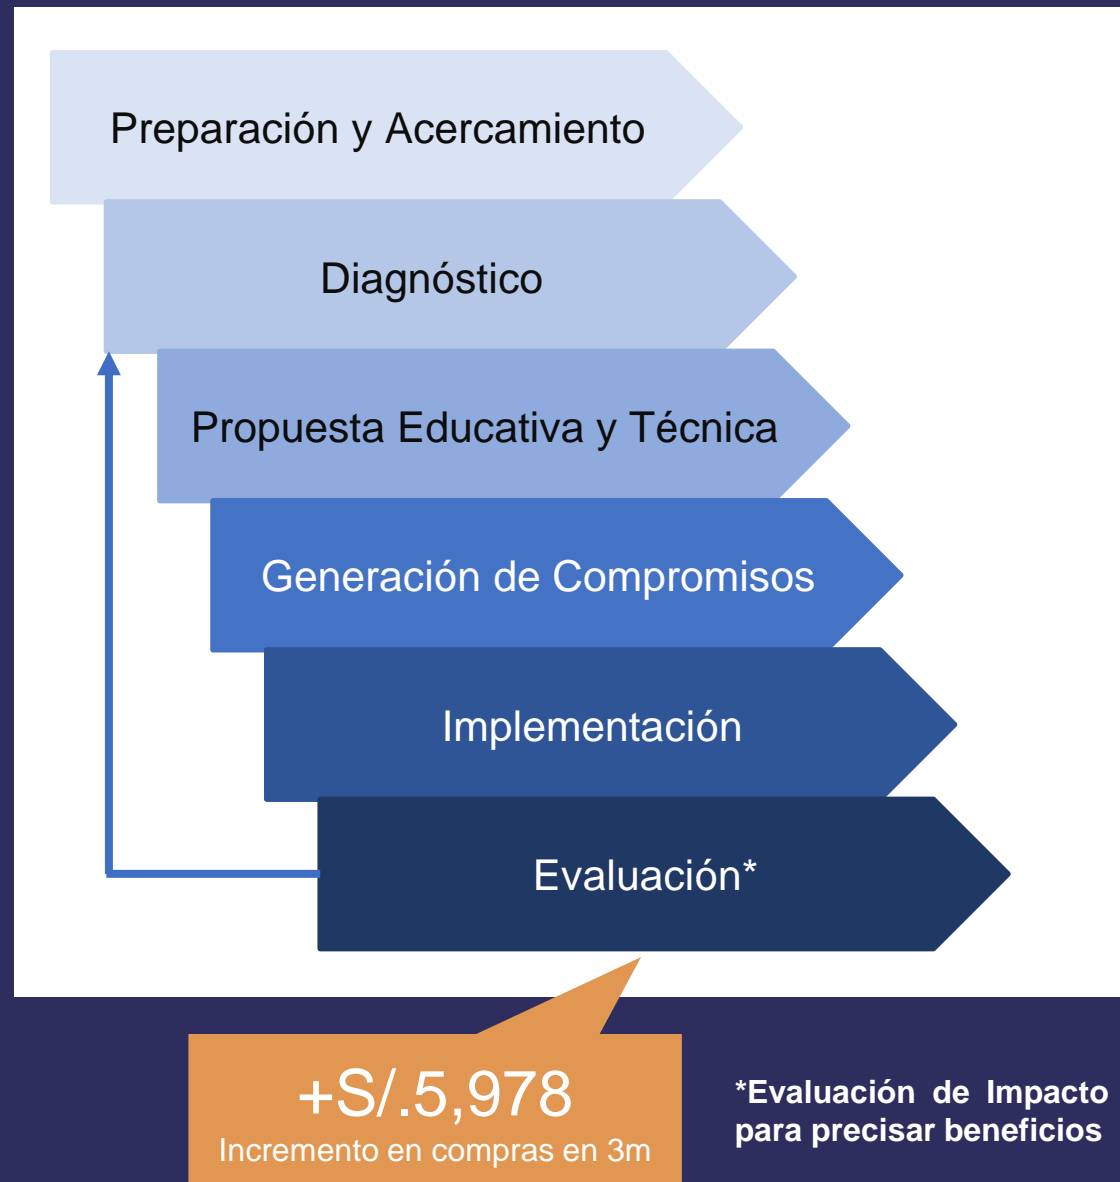 Preparación y Acercamiento
Diagnóstico
Propuesta Educativa y Técnica
Generación de Compromisos
Implementación
Evaluación*
+S/.5,978
Incremento en compras en 3m
*Evaluación de Impacto
para precisar beneficios